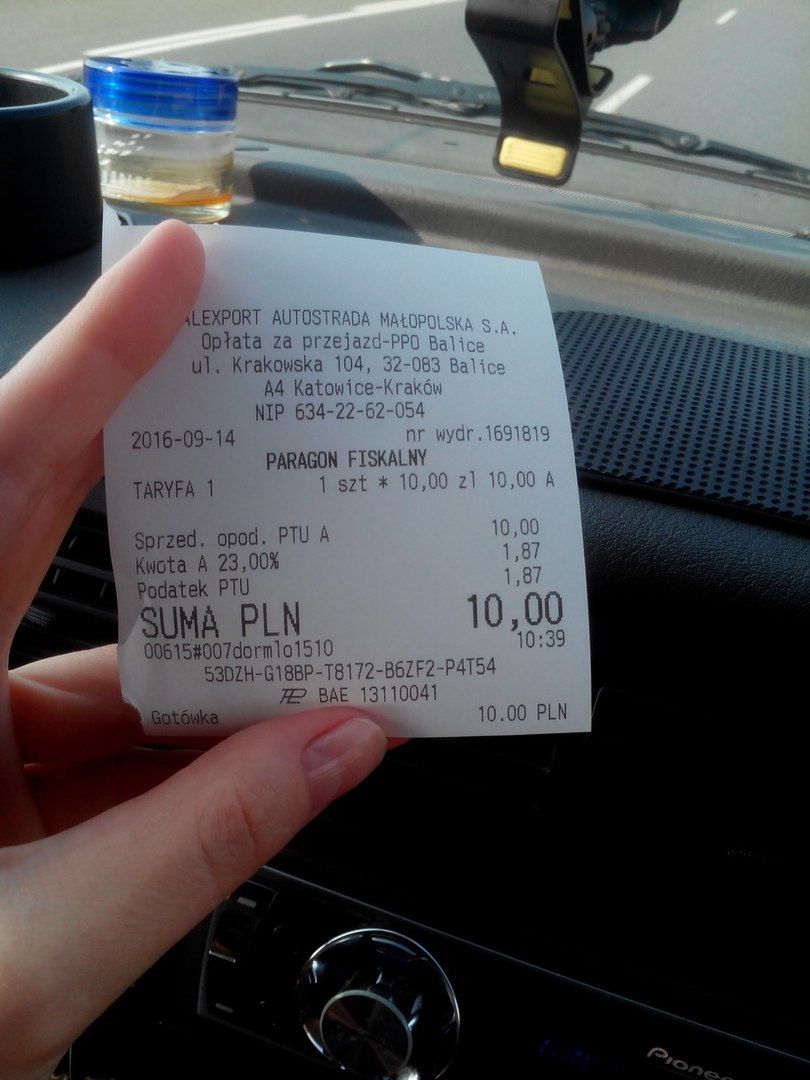 ALEXPORT AUTOSTRADA MAŁOPOLSKA S.A.
Opłata za przejazd-PPO Balice
ul. Krakowska 104, 32-083 Balice
A4 Katowice-Kraków
NIP 634-22-62-054
2016-09-14 nr wydr.1691819
PARAGON FISKALNY
TARYFA 1 1 szt * 10,00 zl 10,00 A
Sprzed. opod. PTU A 10,00
Kwota A 23,00% 1,87
Podatek PTU 1,87
SUMA PLN 10,00
00615#007dormlo1510 10:39
53DZH-G18BP-T8172-B6ZF2-P4T54
BAE 13110041
Gotówka 10.00 PLN
Pioneer